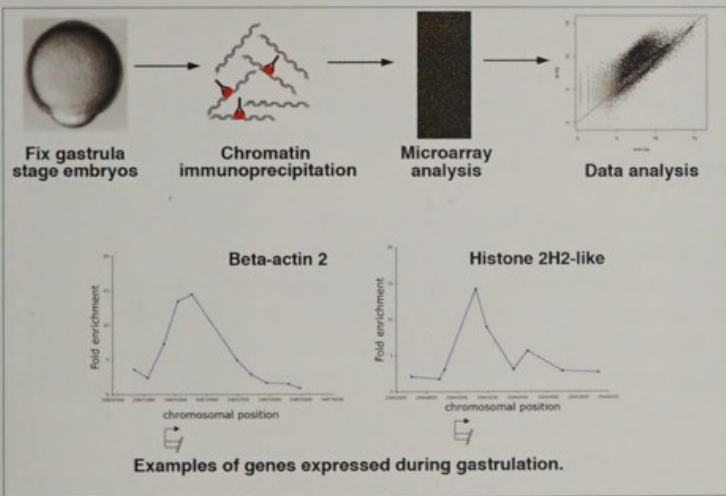 Fix gastrula
stage embryos
Chromatin
immunoprecipitation
Microarray
analysis
Data analysis
Beta-actin 2
Fold enrichment
chromosomal position
Histone 2H2-like
Fold enrichment
chromosomal position
Examples of genes expressed during gastrulation.